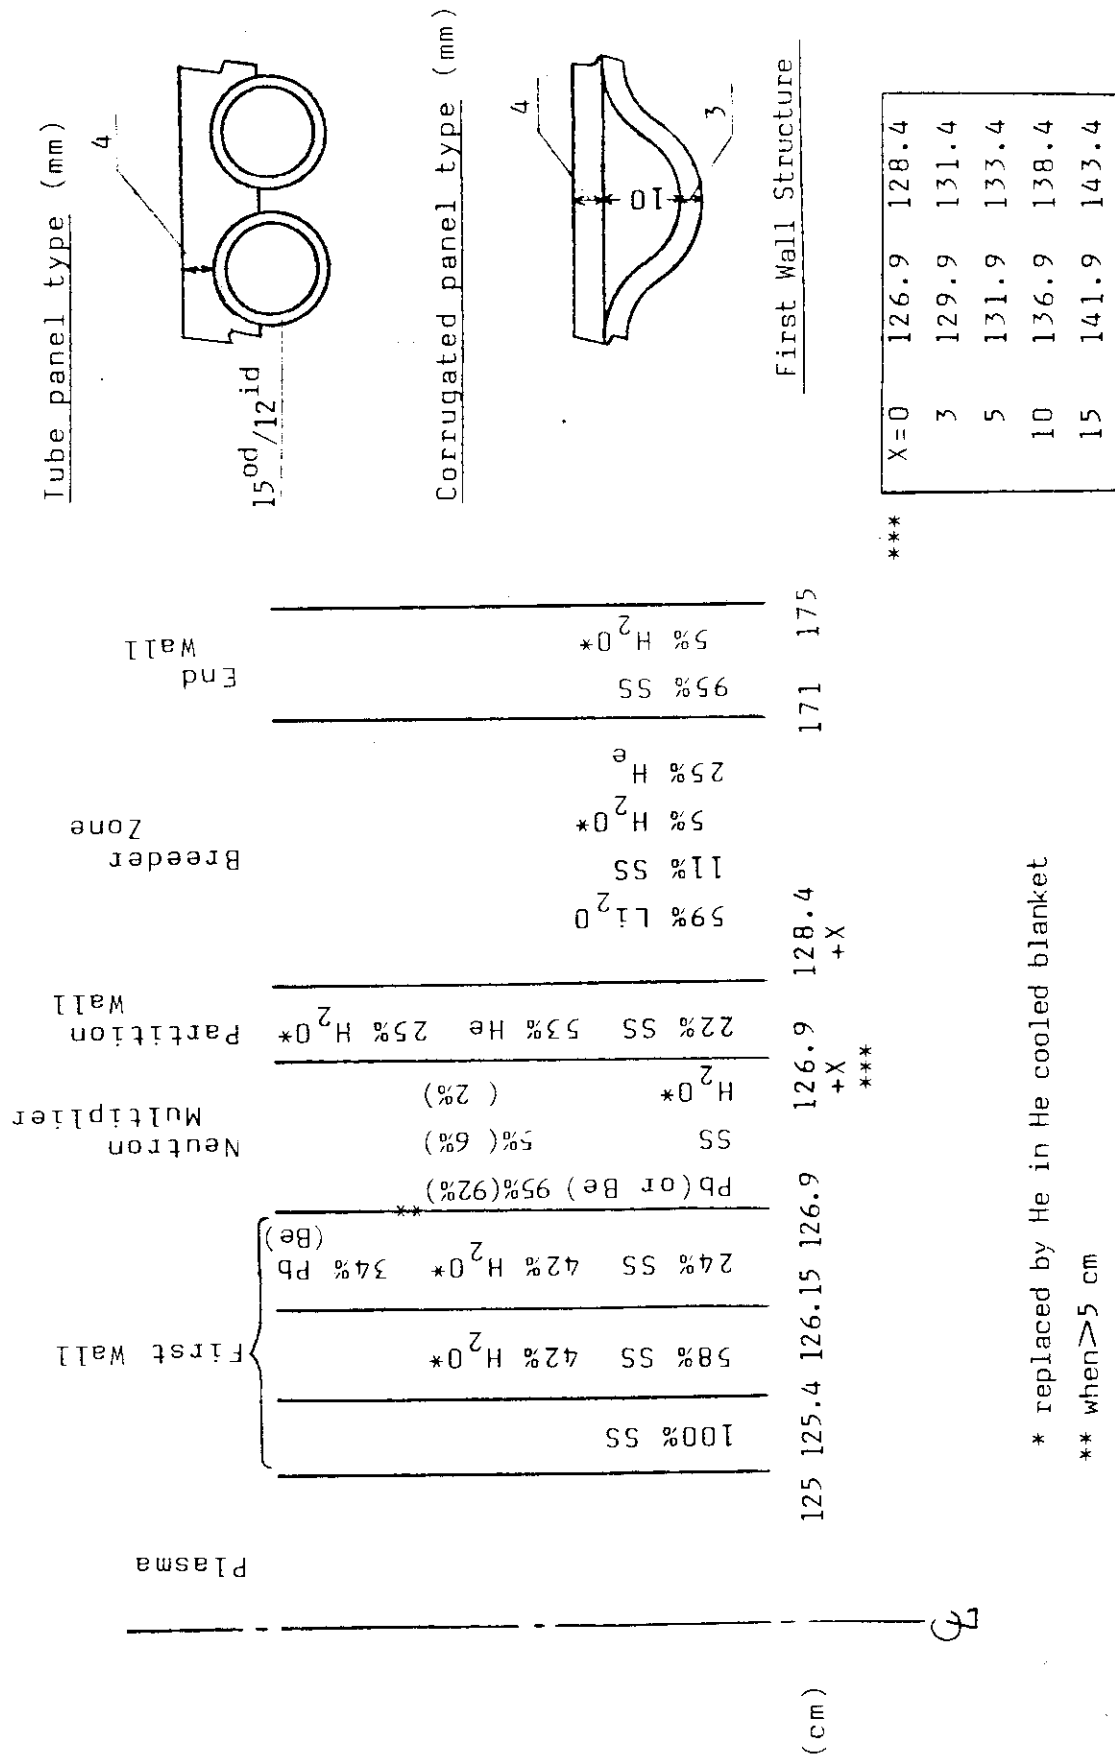 Tube panel type (mm)
4
15od/12id
Corrugated panel type (mm)
4
10
3
First Wall Structure
Plasma
First Wall
Neutron
Multiplier
Partition
Wall
Breeder
Zone
End
Wall
100% SS
58% SS 42% H2O*
24% SS 42% H2O* 34% Pb
(Be)
**
Pb(or Be) 95%(92%)
SS 5%( 6%)
H2O* ( 2%)
22% SS 53% He 25% H2O*
59% Li2O
11% SS
5% H2O*
25% He
95% SS
5% H2O*
(cm)
125 125.4 126.15 126.9 126.9 128.4 171 175
+X +X
***
* replaced by He in He cooled blanket
** when>5 cm
***
X=0 126.9 128.4
3 129.9 131.4
5 131.9 133.4
10 136.9 138.4
15 141.9 143.4